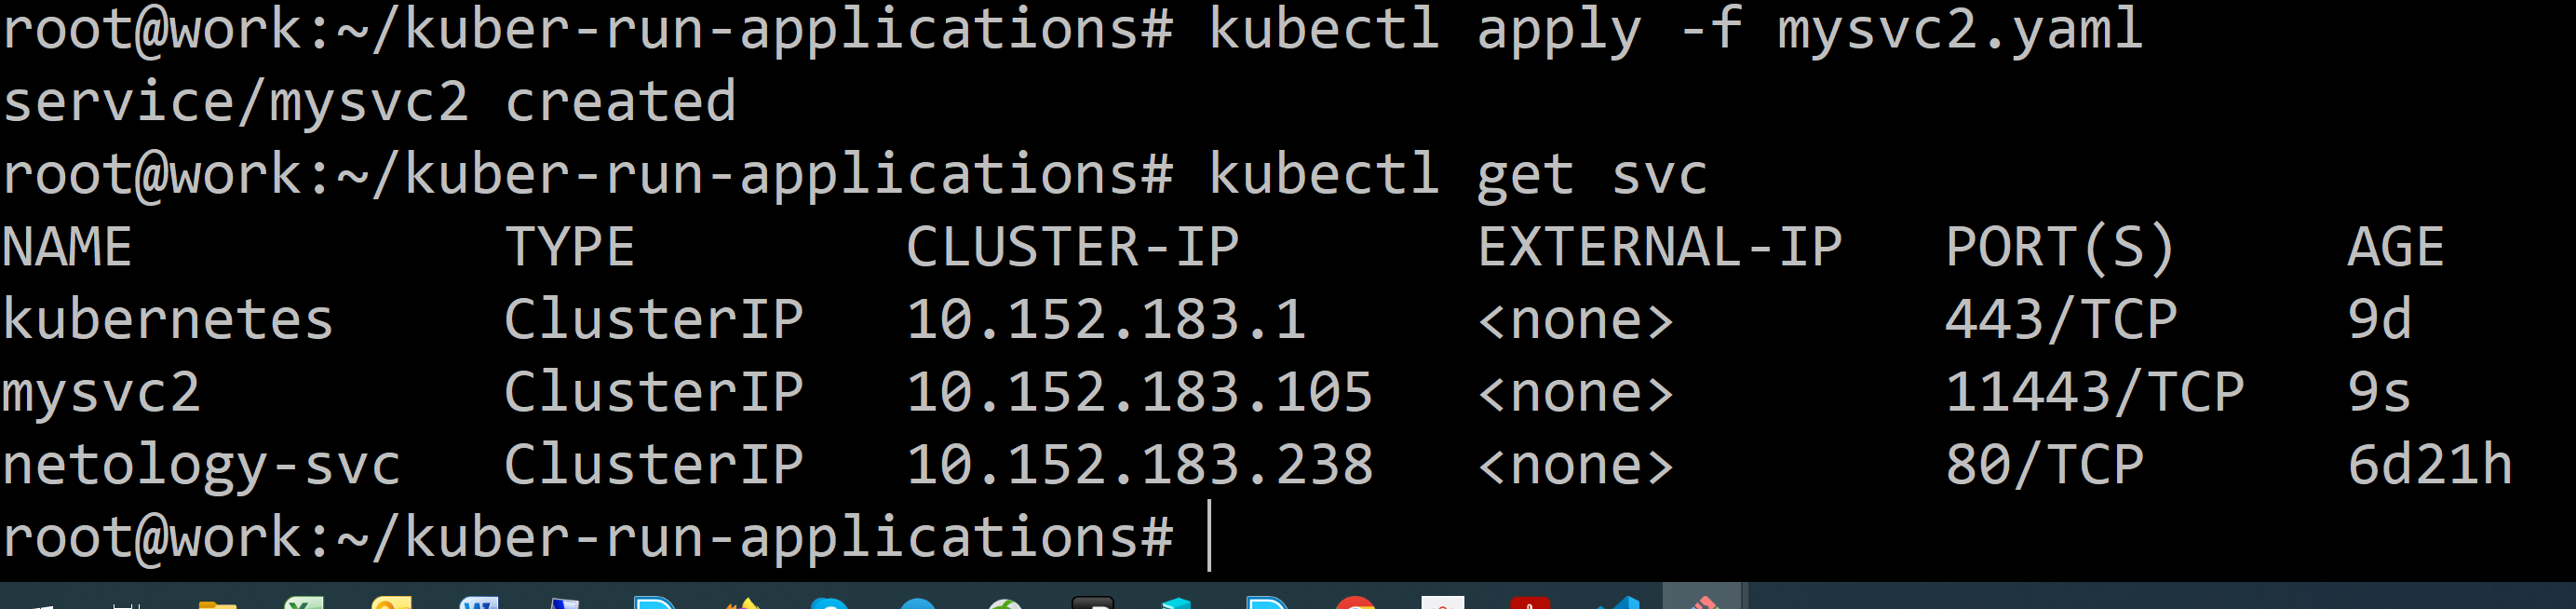 root@work:~/kuber-run-applications# kubectl apply -f mysvc2.yaml
service/mysvc2 created
root@work:~/kuber-run-applications# kubectl get svc
NAME           TYPE        CLUSTER-IP       EXTERNAL-IP   PORT(S)     AGE
kubernetes     ClusterIP   10.152.183.1     <none>        443/TCP     9d
mysvc2         ClusterIP   10.152.183.105   <none>        11443/TCP   9s
netology-svc   ClusterIP   10.152.183.238   <none>        80/TCP      6d21h
root@work:~/kuber-run-applications#